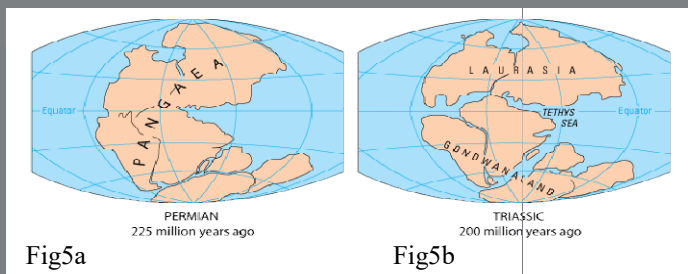 Equator
PANGAEA
PERMIAN
225 million years ago
Fig5a
LAURASIA
TETHYS
SEA
Equator
GONDWANALAND
TRIASSIC
200 million years ago
Fig5b